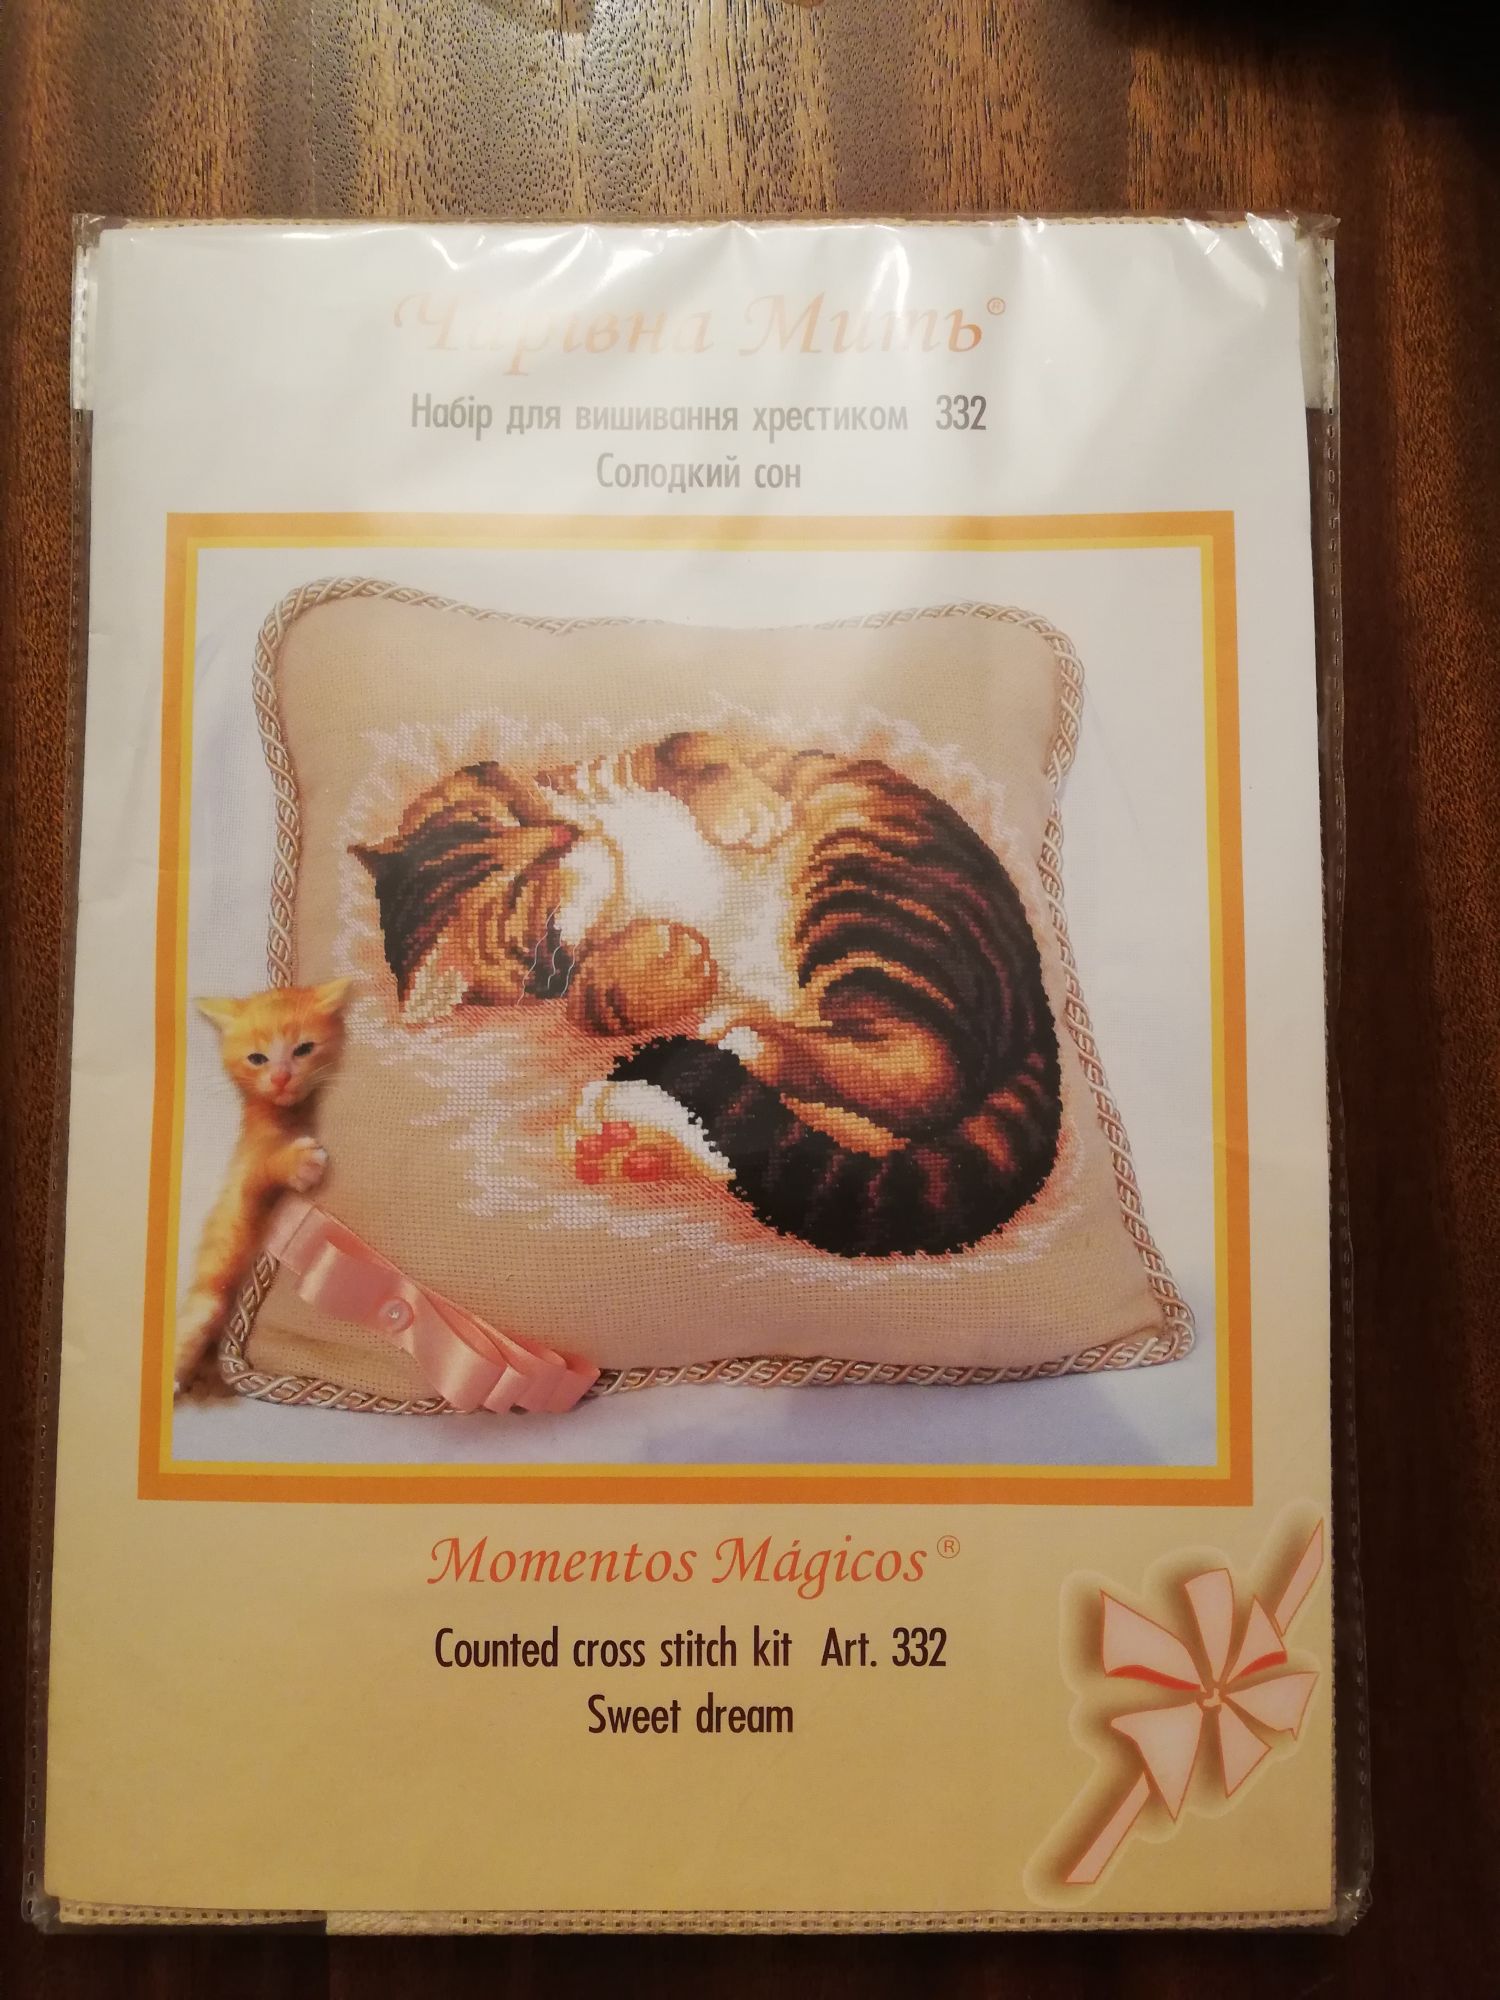 Чарівна Мить®
Набір для вишивання хрестиком 332
Солодкий сон
Momentos Mágicos®
Counted cross stitch kit Art. 332
Sweet dream